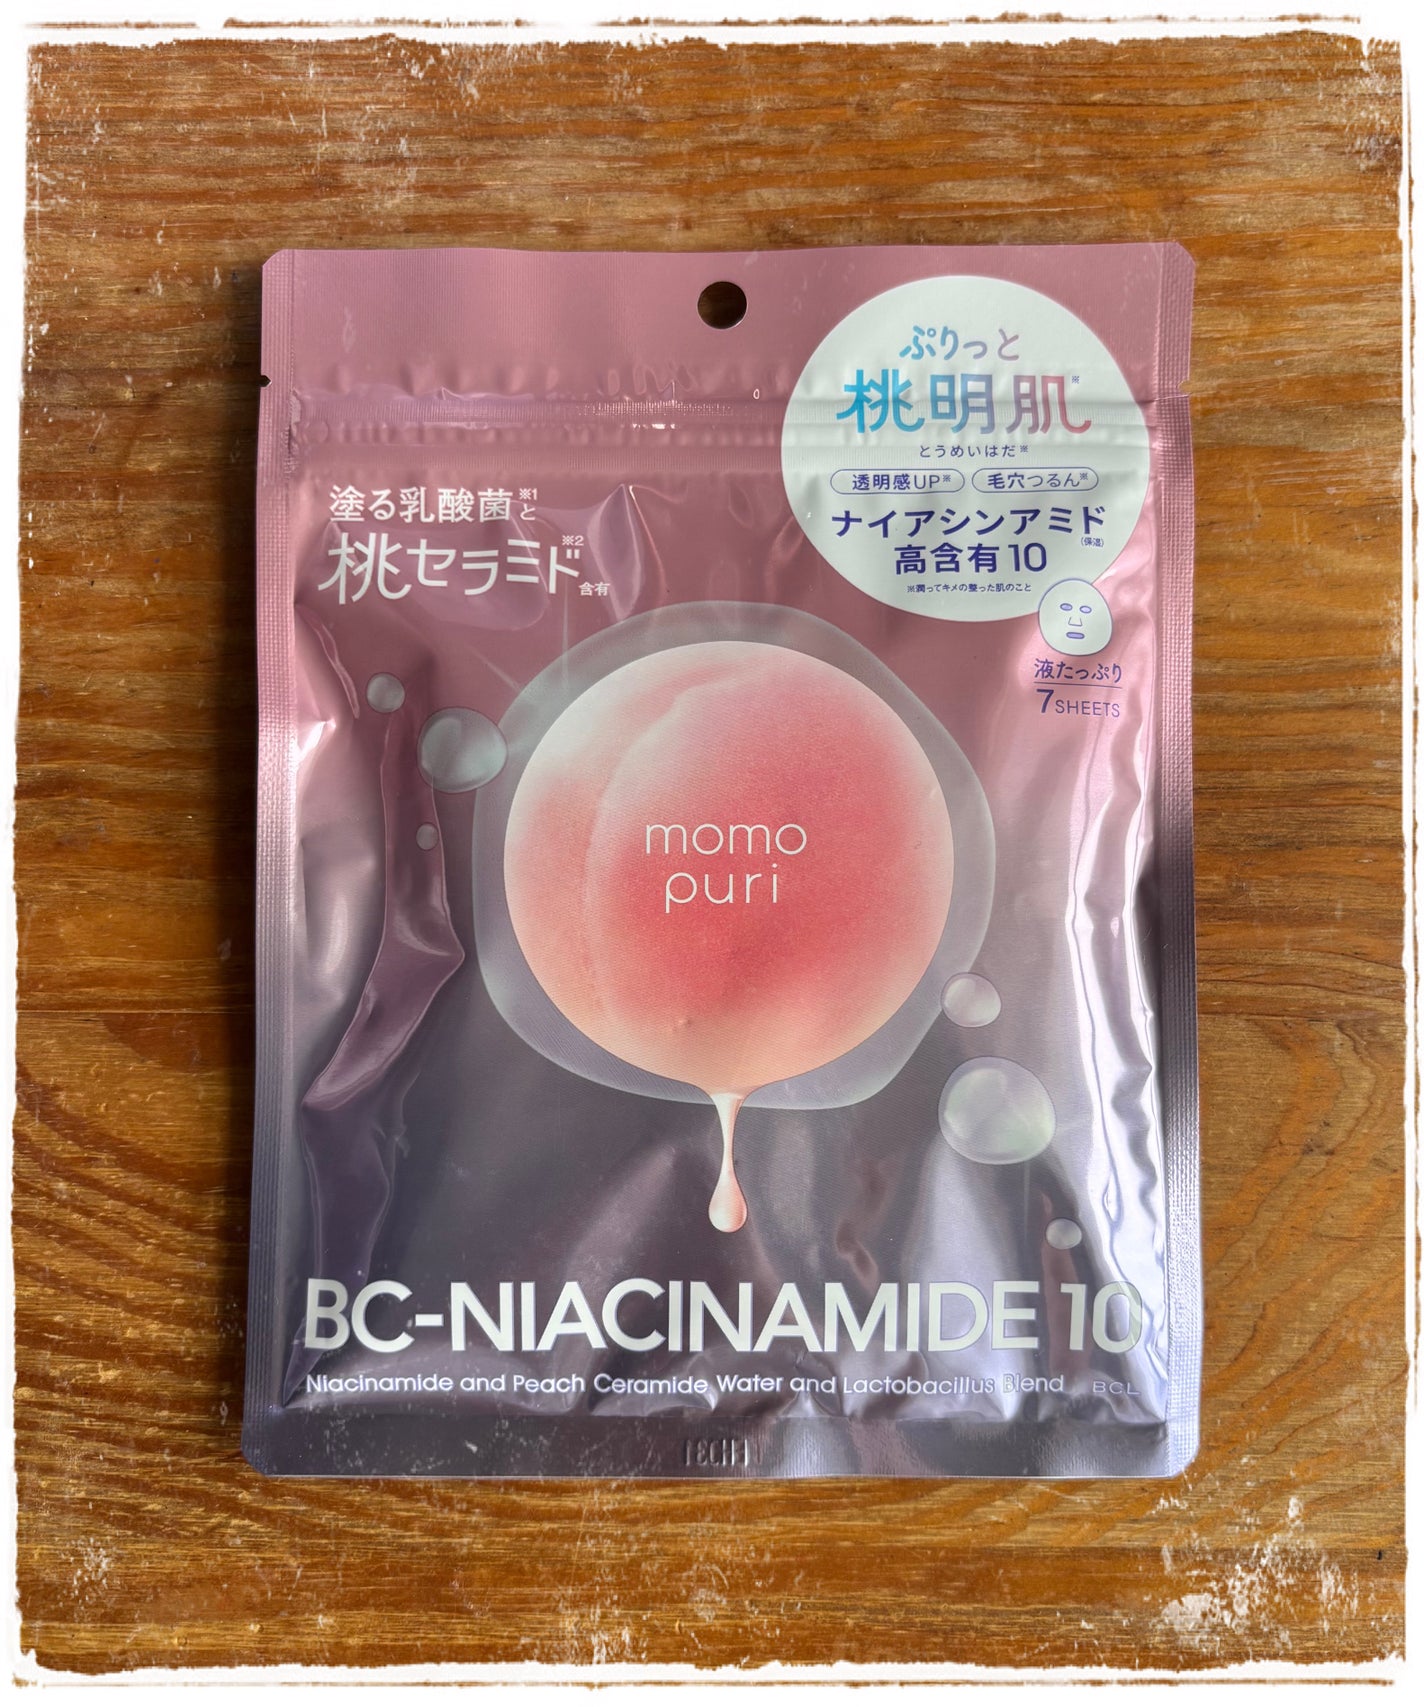 ぷりっと
桃明肌※
とうめいはだ※
透明感UP※ 毛穴つるん※
ナイアシンアミド
(保湿)
高含有10
※潤ってキメの整った肌のこと
液たっぷり
7SHEETS
塗る乳酸菌※1と
桃セラミド※2
含有
momo
puri
BC-NIACINAMIDE 10
Niacinamide and Peach Ceramide Water and Lactobacillus Blend BCL